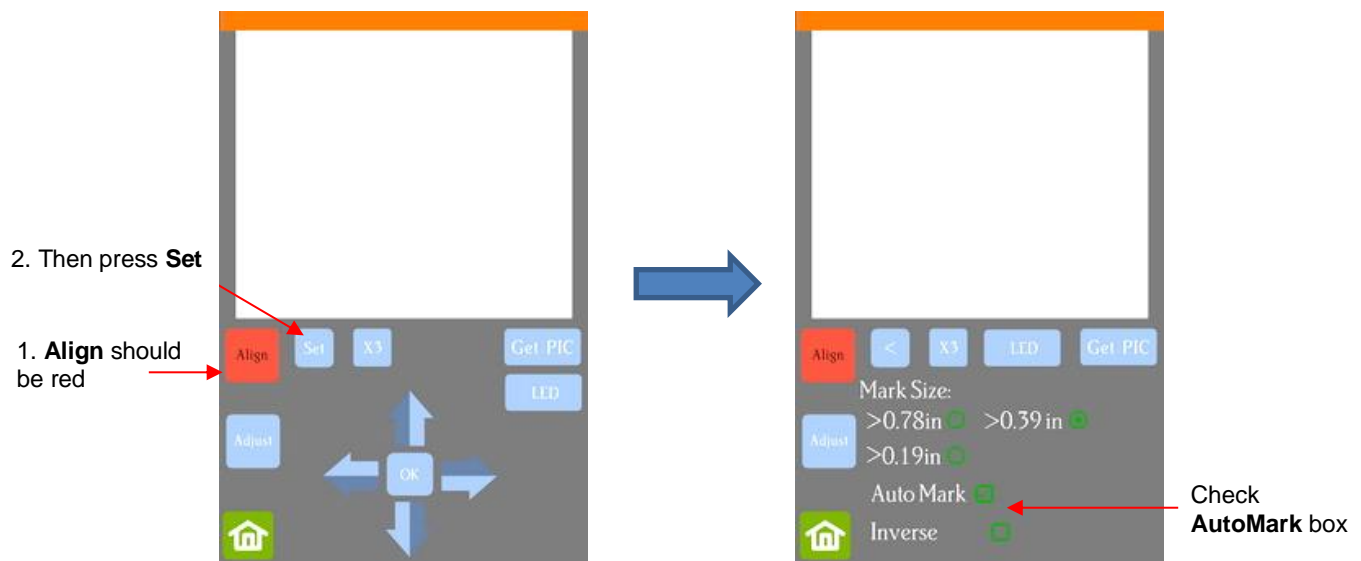 2. Then press Set
1. Align should
be red
Align
Set
X3
Get PIC
LED
Adjust
OK
Align
<
X3
LED
Get PIC
Mark Size:
>0.78in >0.39 in
Adjust
>0.19in
Auto Mark
Inverse
Check
AutoMark box